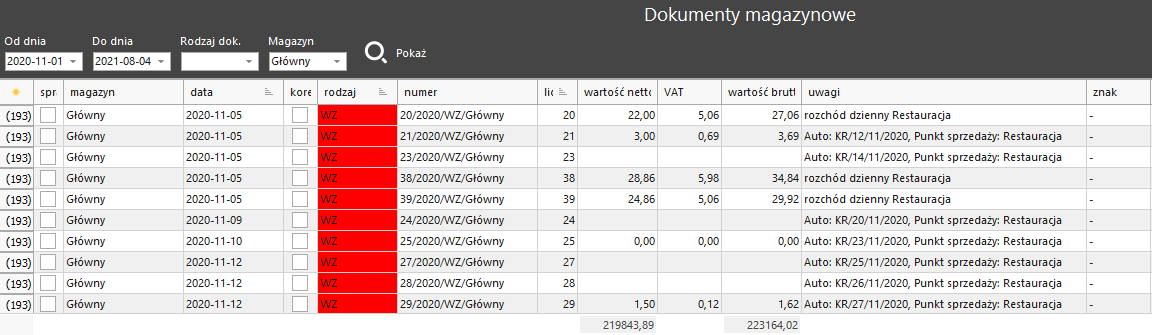 Dokumenty magazynowe
Od dnia Do dnia Rodzaj dok. Magazyn
2020-11-01 2021-08-04 Główny Pokaż
spr magazyn data kore rodzaj numer lic wartość netto VAT wartość brutt uwagi znak
(193) Główny 2020-11-05 WZ 20/2020/WZ/Główny 20 22,00 5,06 27,06 rozchód dzienny Restauracja -
(193) Główny 2020-11-05 WZ 21/2020/WZ/Główny 21 3,00 0,69 3,69 Auto: KR/12/11/2020, Punkt sprzedaży: Restauracja -
(193) Główny 2020-11-05 WZ 23/2020/WZ/Główny 23 Auto: KR/14/11/2020, Punkt sprzedaży: Restauracja -
(193) Główny 2020-11-05 WZ 38/2020/WZ/Główny 38 28,86 5,98 34,84 rozchód dzienny Restauracja -
(193) Główny 2020-11-05 WZ 39/2020/WZ/Główny 39 24,86 5,06 29,92 rozchód dzienny Restauracja -
(193) Główny 2020-11-09 WZ 24/2020/WZ/Główny 24 Auto: KR/20/11/2020, Punkt sprzedaży: Restauracja -
(193) Główny 2020-11-10 WZ 25/2020/WZ/Główny 25 0,00 0,00 0,00 Auto: KR/23/11/2020, Punkt sprzedaży: Restauracja -
(193) Główny 2020-11-12 WZ 27/2020/WZ/Główny 27 Auto: KR/25/11/2020, Punkt sprzedaży: Restauracja -
(193) Główny 2020-11-12 WZ 28/2020/WZ/Główny 28 Auto: KR/26/11/2020, Punkt sprzedaży: Restauracja -
(193) Główny 2020-11-12 WZ 29/2020/WZ/Główny 29 1,50 0,12 1,62 Auto: KR/27/11/2020, Punkt sprzedaży: Restauracja -
219843,89 223164,02